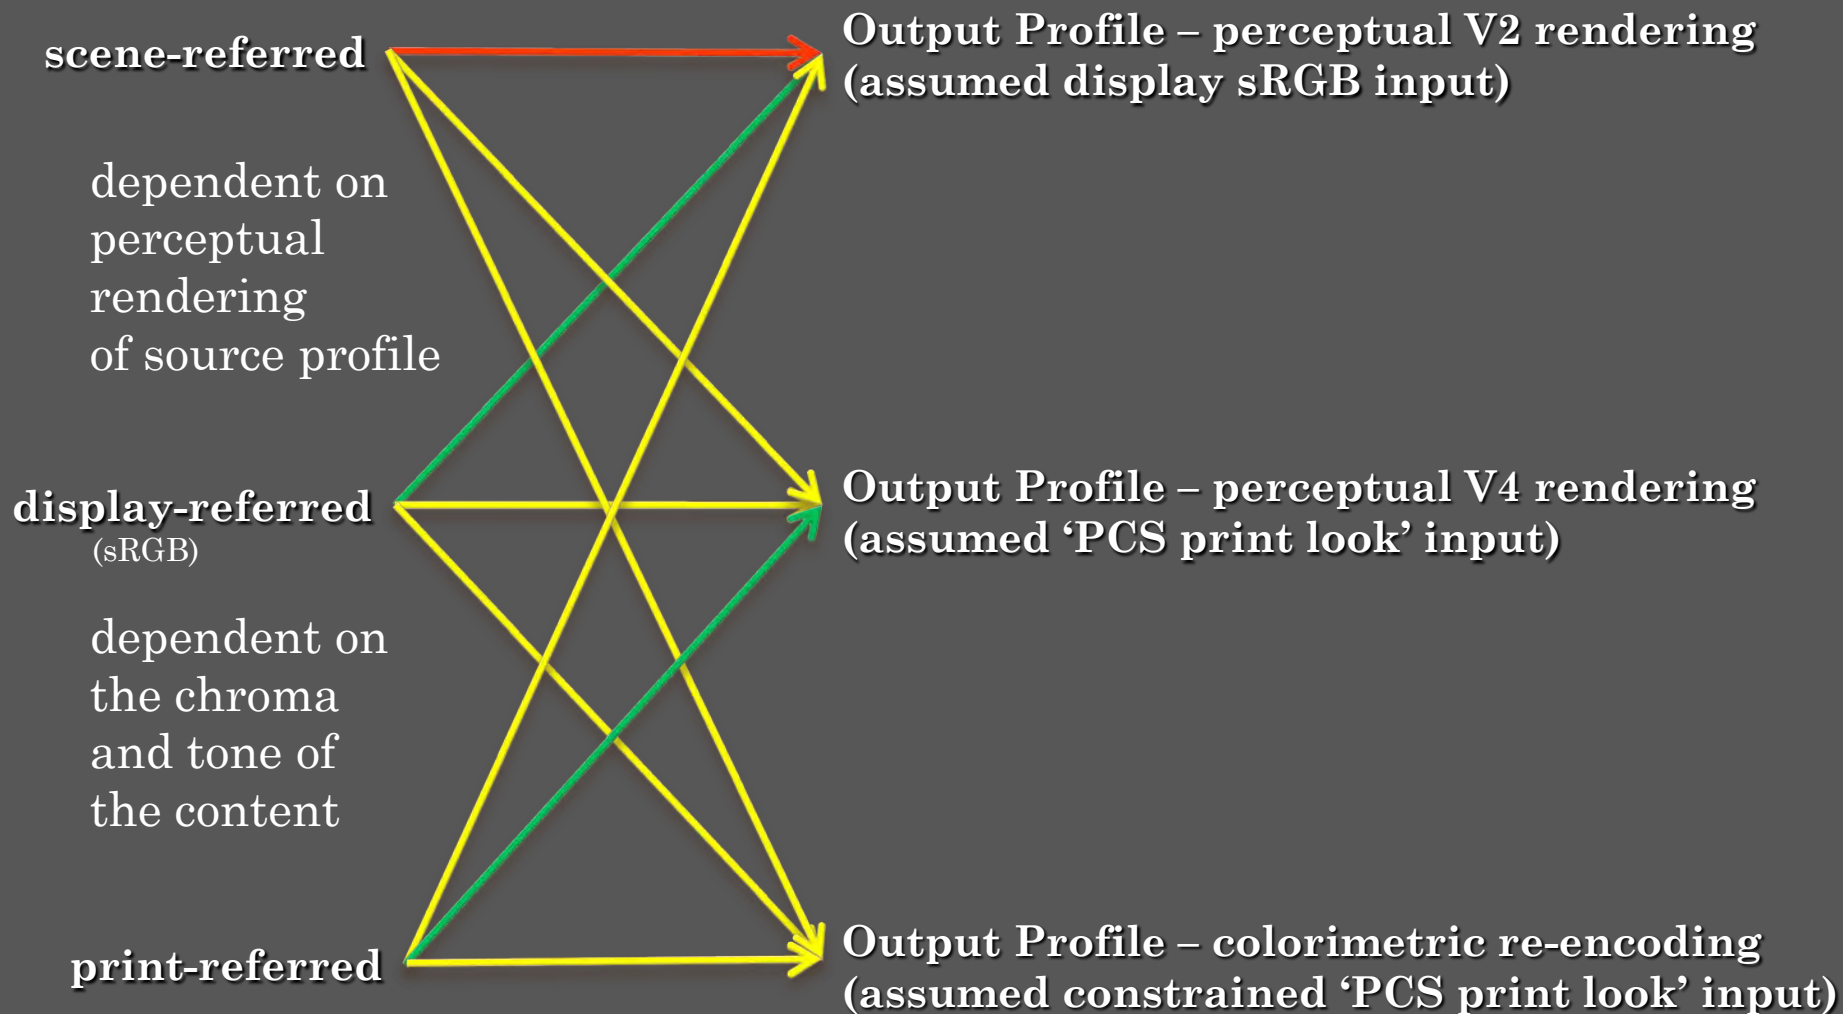 scene-referred
Output Profile – perceptual V2 rendering
(assumed display sRGB input)
dependent on
perceptual
rendering
of source profile
display-referred
(sRGB)
Output Profile – perceptual V4 rendering
(assumed ‘PCS print look’ input)
dependent on
the chroma
and tone of
the content
print-referred
Output Profile – colorimetric re-encoding
(assumed constrained ‘PCS print look’ input)